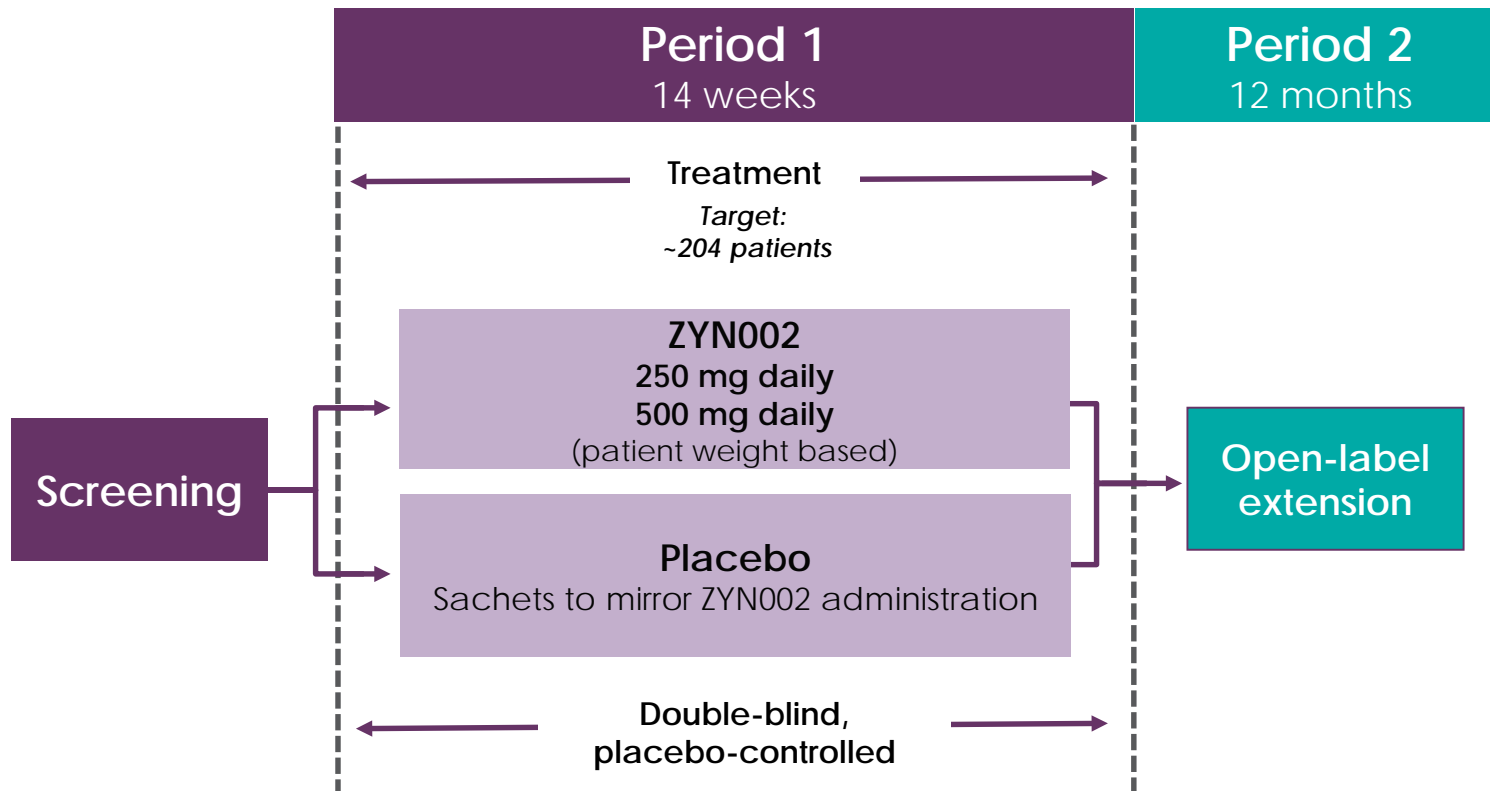 Period 1
14 weeks
Period 2
12 months
Treatment
Target:
~204 patients
ZYN002
250 mg daily
500 mg daily
(patient weight based)
Screening
Placebo
Sachets to mirror ZYN002 administration
Open-label
extension
Double-blind,
placebo-controlled